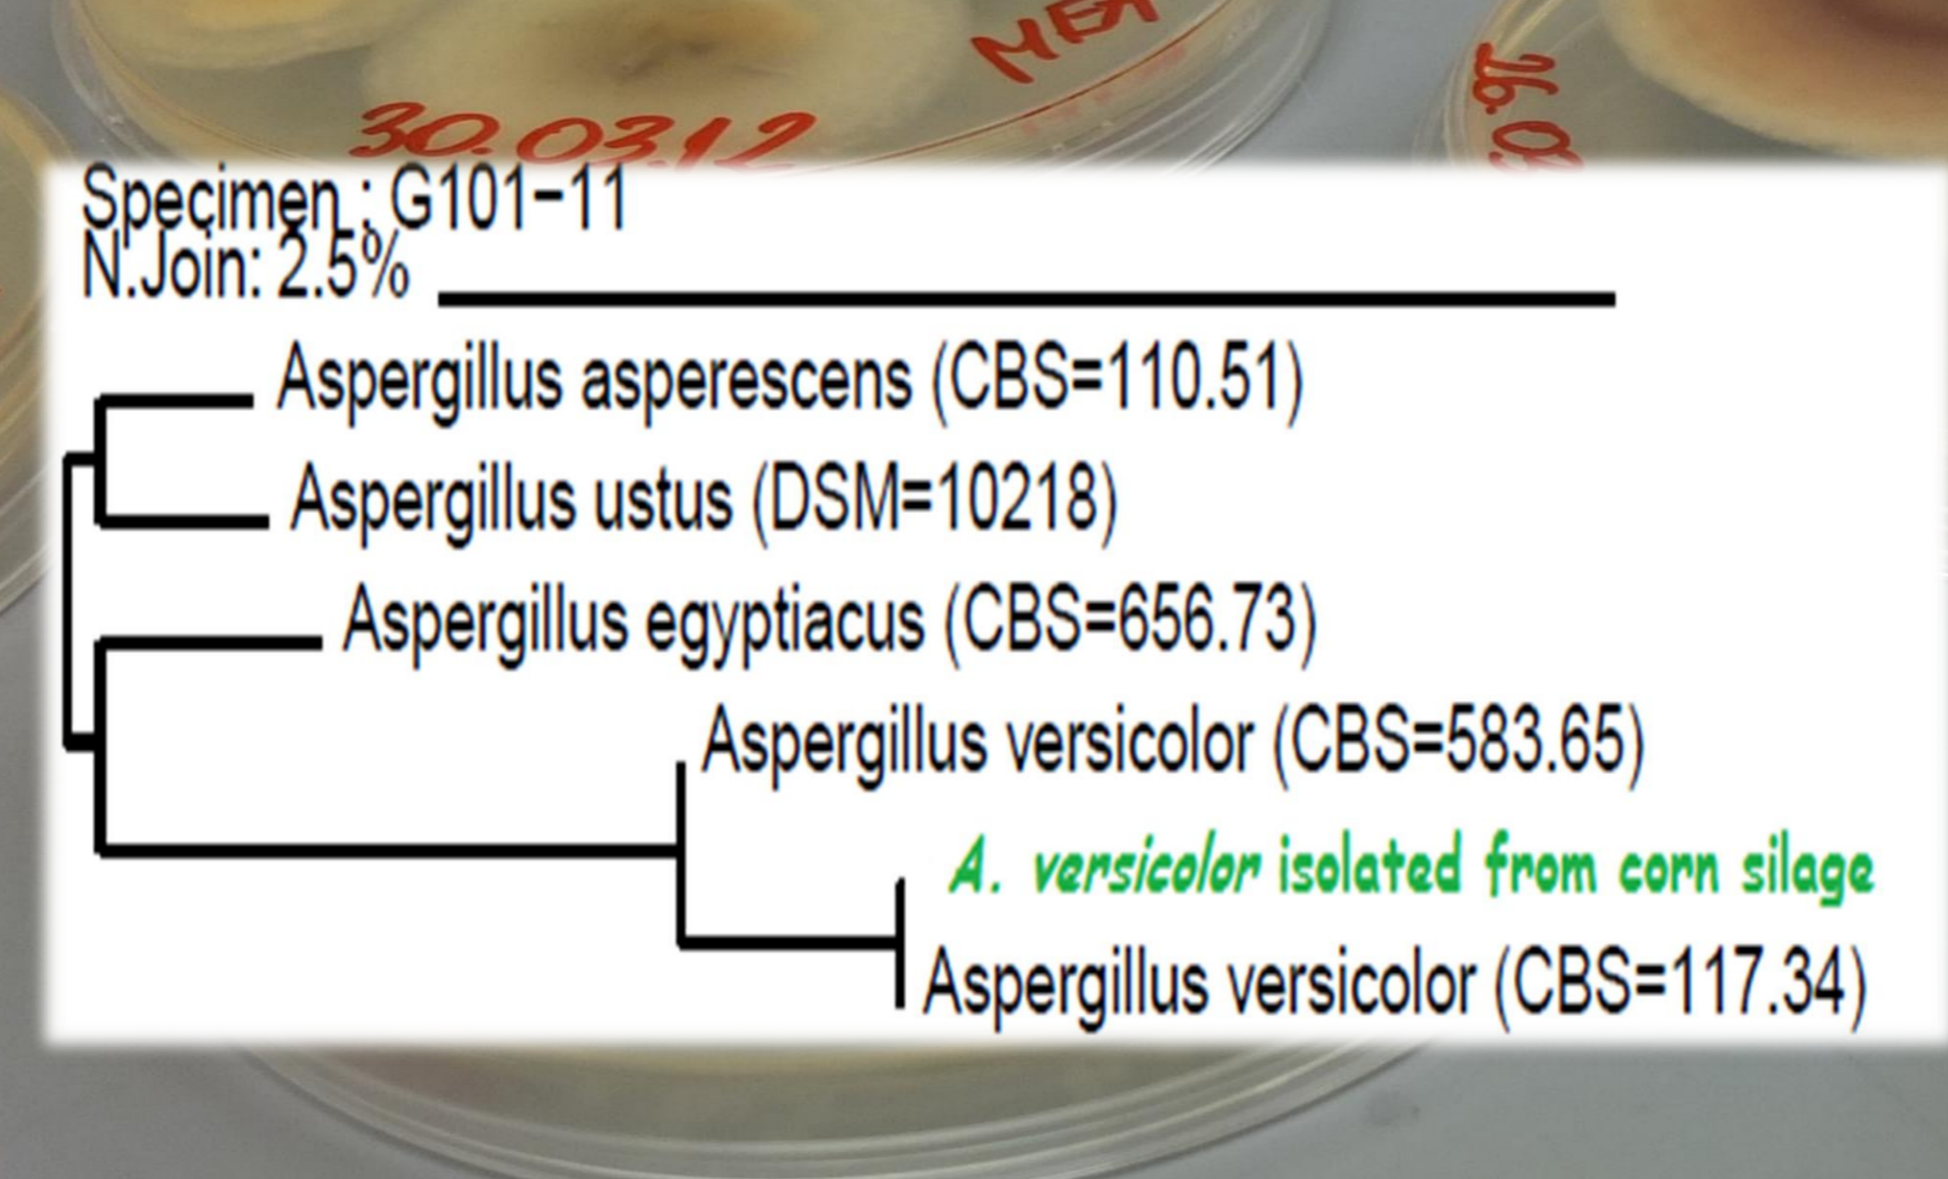 MEA
30.03.12
Specimen : G101-11
N.Join: 2.5%
Aspergillus asperescens (CBS=110.51)
Aspergillus ustus (DSM=10218)
Aspergillus egyptiacus (CBS=656.73)
Aspergillus versicolor (CBS=583.65)
A. versicolor isolated from corn silage
Aspergillus versicolor (CBS=117.34)